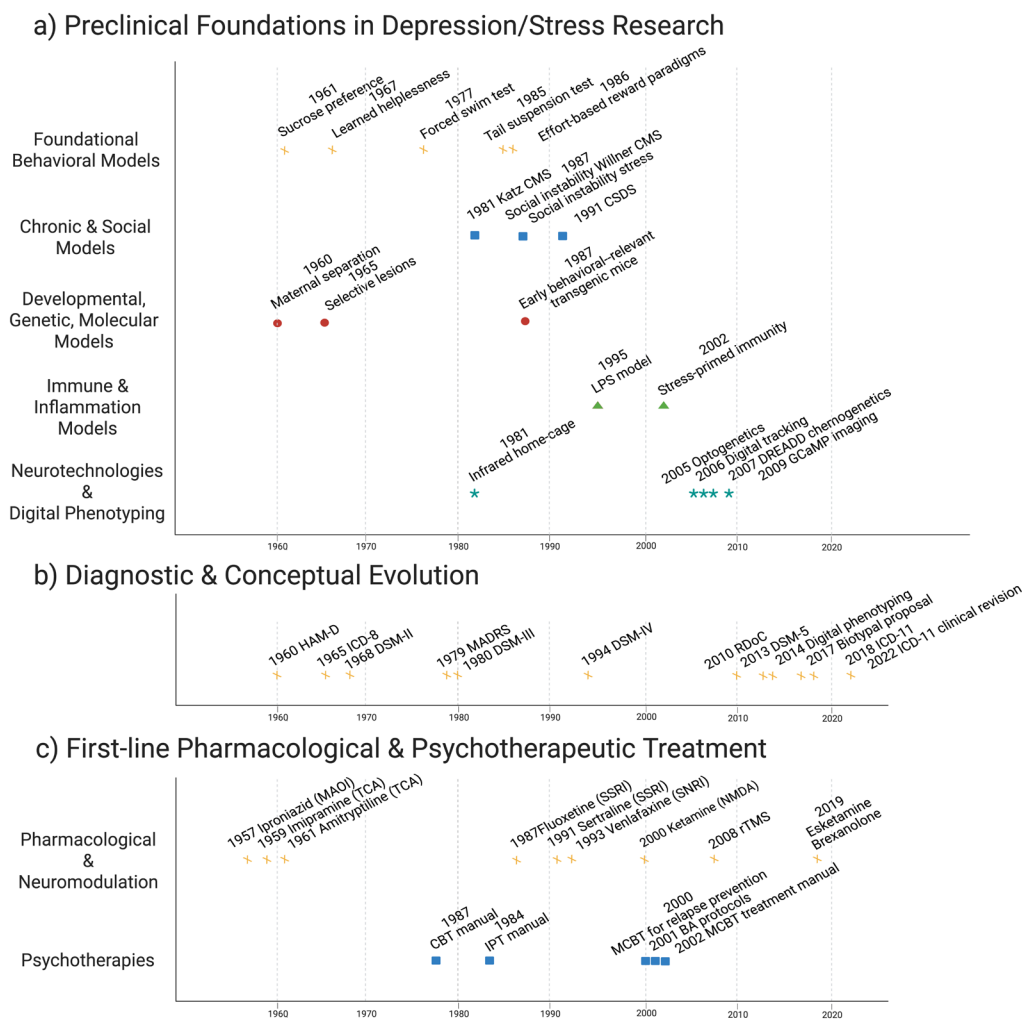 a) Preclinical Foundations in Depression/Stress Research
Foundational
Behavioral Models
1961
Sucrose preference
1967
Learned helplessness
1977
Forced swim test
1985
Tail suspension test
1986
Effort-based reward paradigms
Chronic & Social
Models
1981 Katz CMS
1987
Social instability Willner CMS
Social instability stress
1991 CSDS
Developmental,
Genetic, Molecular
Models
1960
Maternal separation
1965
Selective lesions
1987
Early behavioral–relevant
transgenic mice
Immune &
Inflammation
Models
1995
LPS model
2002
Stress-primed immunity
Neurotechnologies
&
Digital Phenotyping
1981
Infrared home-cage
2005 Optogenetics
2006 Digital tracking
2007 DREADD chernogenetics
2009 GCaMP imaging
1960 1970 1980 1990 2000 2010 2020
b) Diagnostic & Conceptual Evolution
1960 HAM-D
1965 ICD-8
1968 DSM-II
1979 MADRS
1980 DSM-III
1994 DSM-IV
2010 RDoC
2013 DSM-5
2014 Digital phenotyping
2017 Biotypal proposal
2018 ICD-11
2022 ICD-11 clinical revision
1960 1970 1980 1990 2000 2010 2020
c) First-line Pharmacological & Psychotherapeutic Treatment
Pharmacological
&
Neuromodulation
1957 Iproniazid (MAOI)
1959 Imipramine (TCA)
1961 Amitryptiline (TCA)
1987Fluoxetine (SSRI)
1991 Sertraline (SSRI)
1993 Venlafaxine (SNRI)
2000 Ketamine (NMDA)
2008 rTMS
2019
Esketamine
Brexanolone
Psychotherapies
1987
CBT manual
1984
IPT manual
2000
MCBT for relapse prevention
2001 BA protocols
2002 MCBT treatment manual
1960 1970 1980 1990 2000 2010 2020